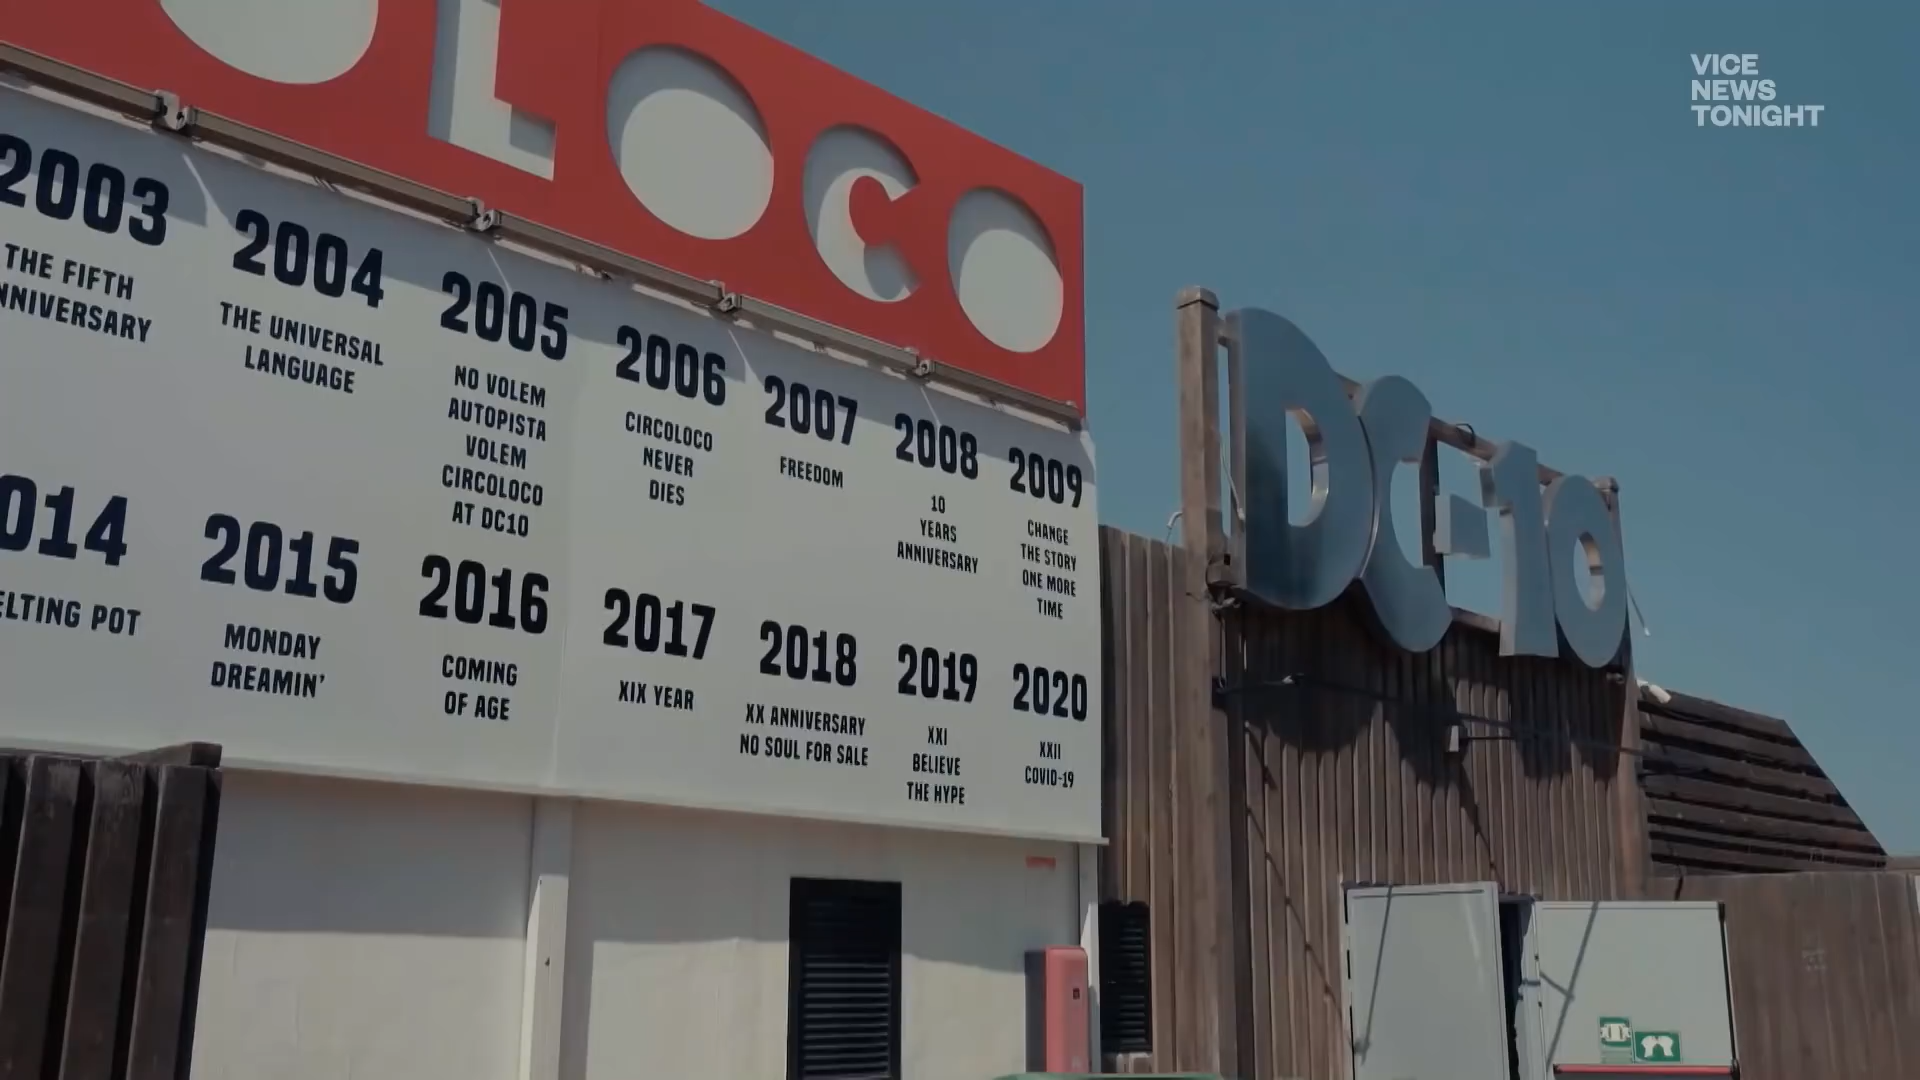 OLOCO
VICE
NEWS
TONIGHT
2003
THE FIFTH
NNIVERSARY
2004
THE UNIVERSAL
LANGUAGE
2005
NO VOLEM
AUTOPISTA
VOLEM
CIRCOLOCO
AT DC10
2006
CIRCOLOCO
NEVER
DIES
2007
FREEDOM
2008
10
YEARS
ANNIVERSARY
2009
CHANGE
THE STORY
ONE MORE
TIME
DC-10
014
ELTING POT
2015
MONDAY
DREAMIN'
2016
COMING
OF AGE
2017
XIX YEAR
2018
XX ANNIVERSARY
NO SOUL FOR SALE
2019
XXI
BELIEVE
THE HYPE
2020
XXII
COVID-19